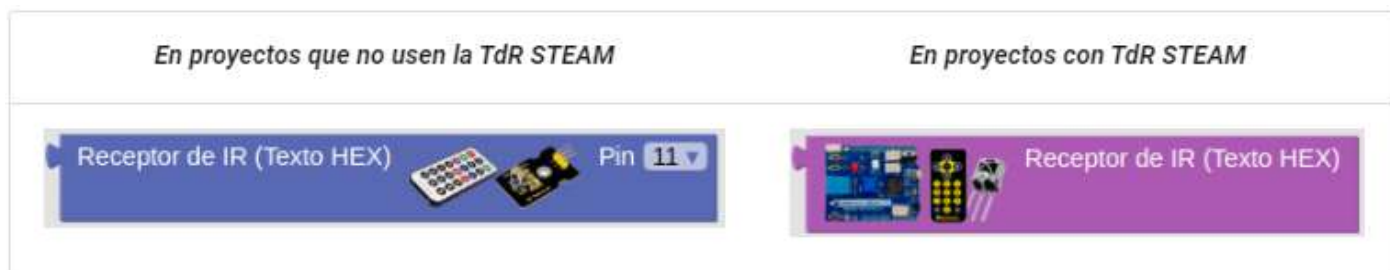 En proyectos que no usen la TdR STEAM
En proyectos con TdR STEAM
Receptor de IR (Texto HEX) Pin 11
Receptor de IR (Texto HEX)